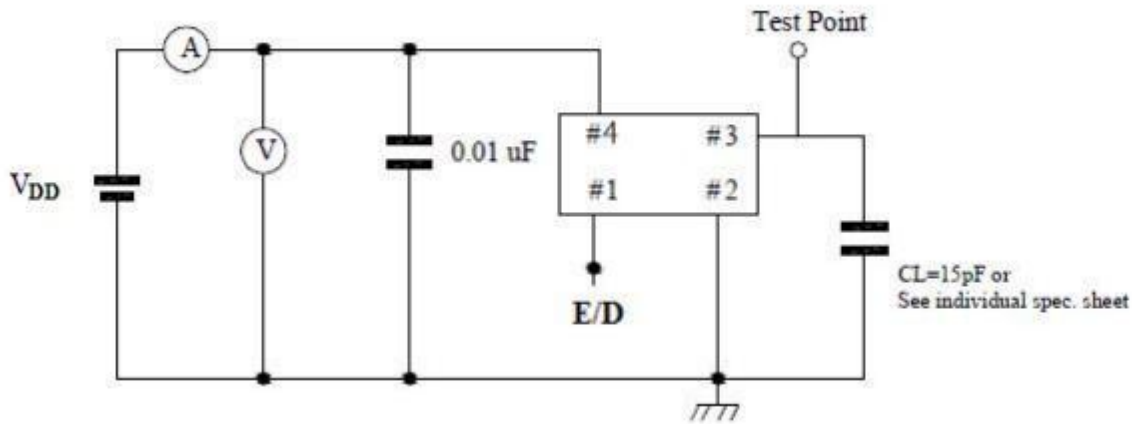 Test Point
A
V
0.01 uF
VDD
#4 #3
#1 #2
E/D
CL=15pF or
See individual spec. sheet